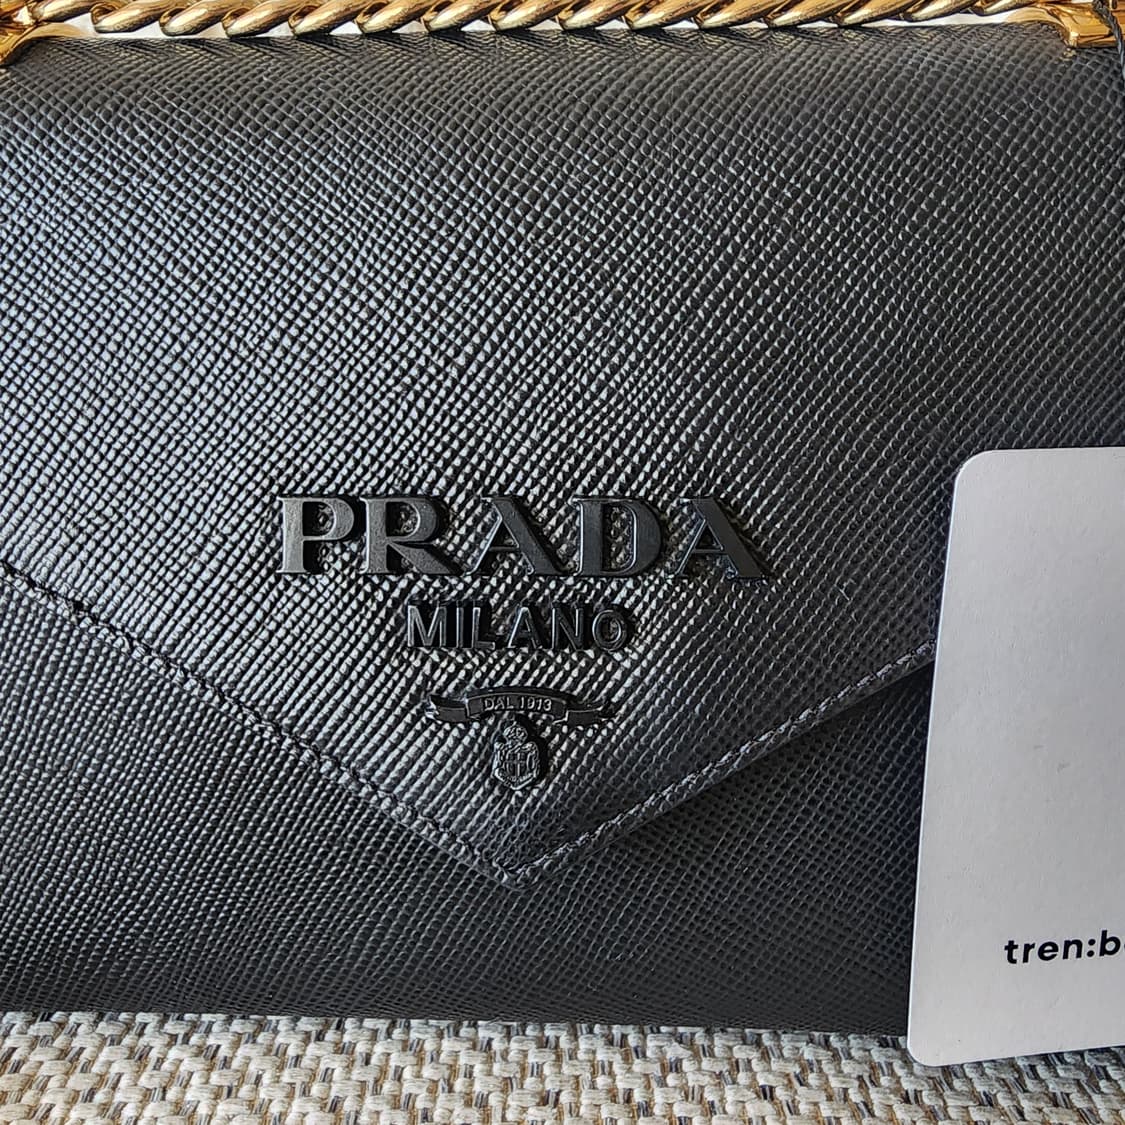 PRADA
MILANO
DAL 1913
tren:b